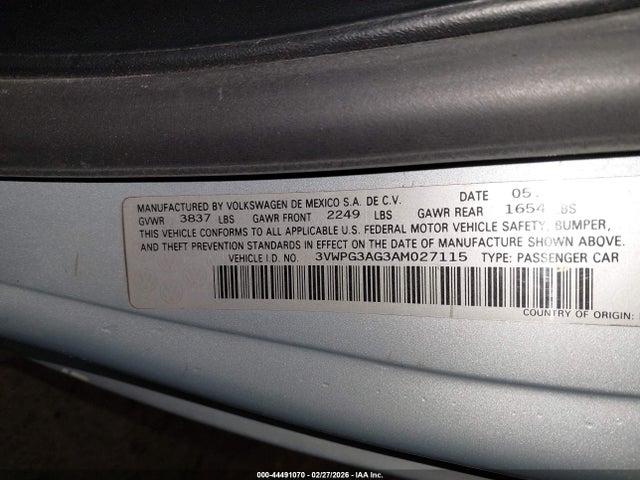 MANUFACTURED BY VOLKSWAGEN DE MEXICO S.A. DE C.V. DATE 05.
GVWR 3837 LBS GAWR FRONT 2249 LBS GAWR REAR 1654 LBS
THIS VEHICLE CONFORMS TO ALL APPLICABLE U.S. FEDERAL MOTOR VEHICLE SAFETY, BUMPER,
AND THEFT PREVENTION STANDARDS IN EFFECT ON THE DATE OF MANUFACTURE SHOWN ABOVE.
VEHICLE I.D. NO. 3VWPG3AG3AM027115 TYPE: PASSENGER CAR
COUNTRY OF ORIGIN:
000-44491070 - 02/27/2026 - IAA Inc.